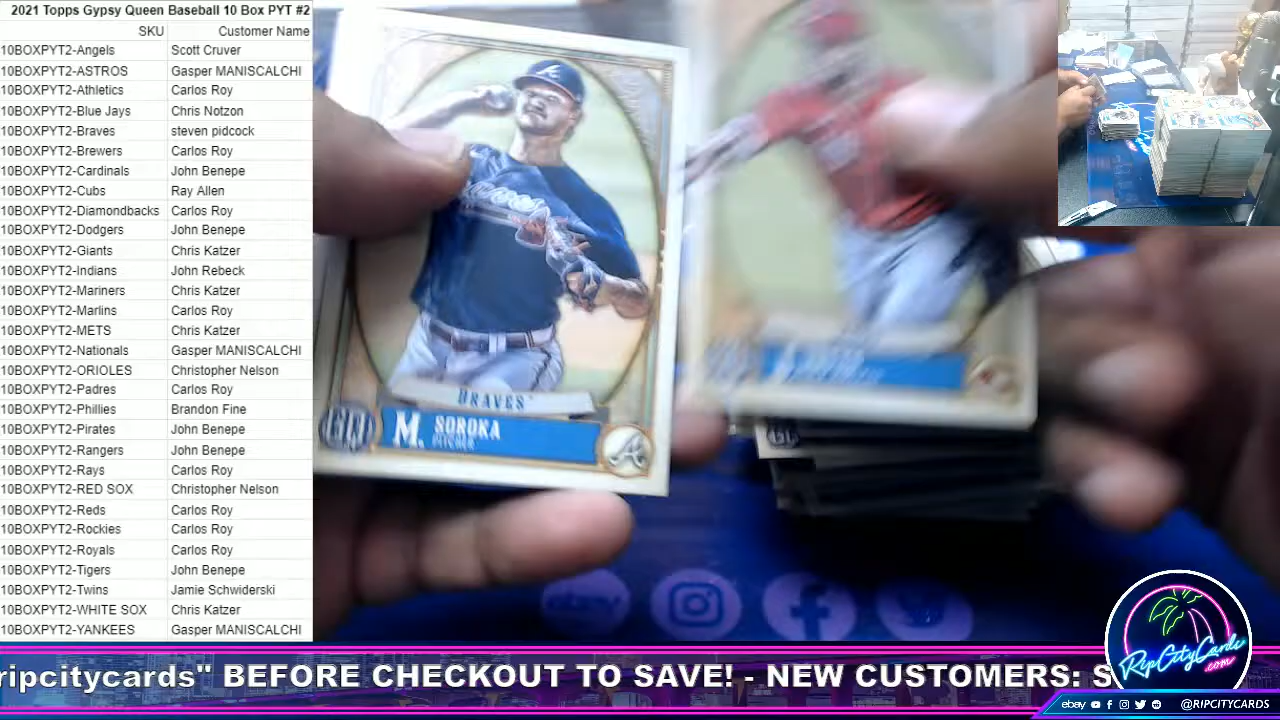 2021 Topps Gypsy Queen Baseball 10 Box PYT #2
SKU Customer Name
10BOXPYT2-Angels Scott Cruver
10BOXPYT2-ASTROS Gasper MANISCALCHI
10BOXPYT2-Athletics Carlos Roy
10BOXPYT2-Blue Jays Chris Notzon
10BOXPYT2-Braves steven pidcock
10BOXPYT2-Brewers Carlos Roy
10BOXPYT2-Cardinals John Benepe
10BOXPYT2-Cubs Ray Allen
10BOXPYT2-Diamondbacks Carlos Roy
10BOXPYT2-Dodgers John Benepe
10BOXPYT2-Giants Chris Katzer
10BOXPYT2-Indians John Rebeck
10BOXPYT2-Mariners Chris Katzer
10BOXPYT2-Marlins Carlos Roy
10BOXPYT2-METS Chris Katzer
10BOXPYT2-Nationals Gasper MANISCALCHI
10BOXPYT2-ORIOLES Christopher Nelson
10BOXPYT2-Padres Carlos Roy
10BOXPYT2-Phillies Brandon Fine
10BOXPYT2-Pirates John Benepe
10BOXPYT2-Rangers John Benepe
10BOXPYT2-Rays Carlos Roy
10BOXPYT2-RED SOX Christopher Nelson
10BOXPYT2-Reds Carlos Roy
10BOXPYT2-Rockies Carlos Roy
10BOXPYT2-Royals Carlos Roy
10BOXPYT2-Tigers John Benepe
10BOXPYT2-Twins Jamie Schwiderski
10BOXPYT2-WHITE SOX Chris Katzer
10BOXPYT2-YANKEES Gasper MANISCALCHI
BRAVES
GQ M. SOROKA
PITCHER
A
ebay
RipCityCards
.com
ripcitycards" BEFORE CHECKOUT TO SAVE! - NEW CUSTOMERS: S
ebay @RIPCITYCARDS